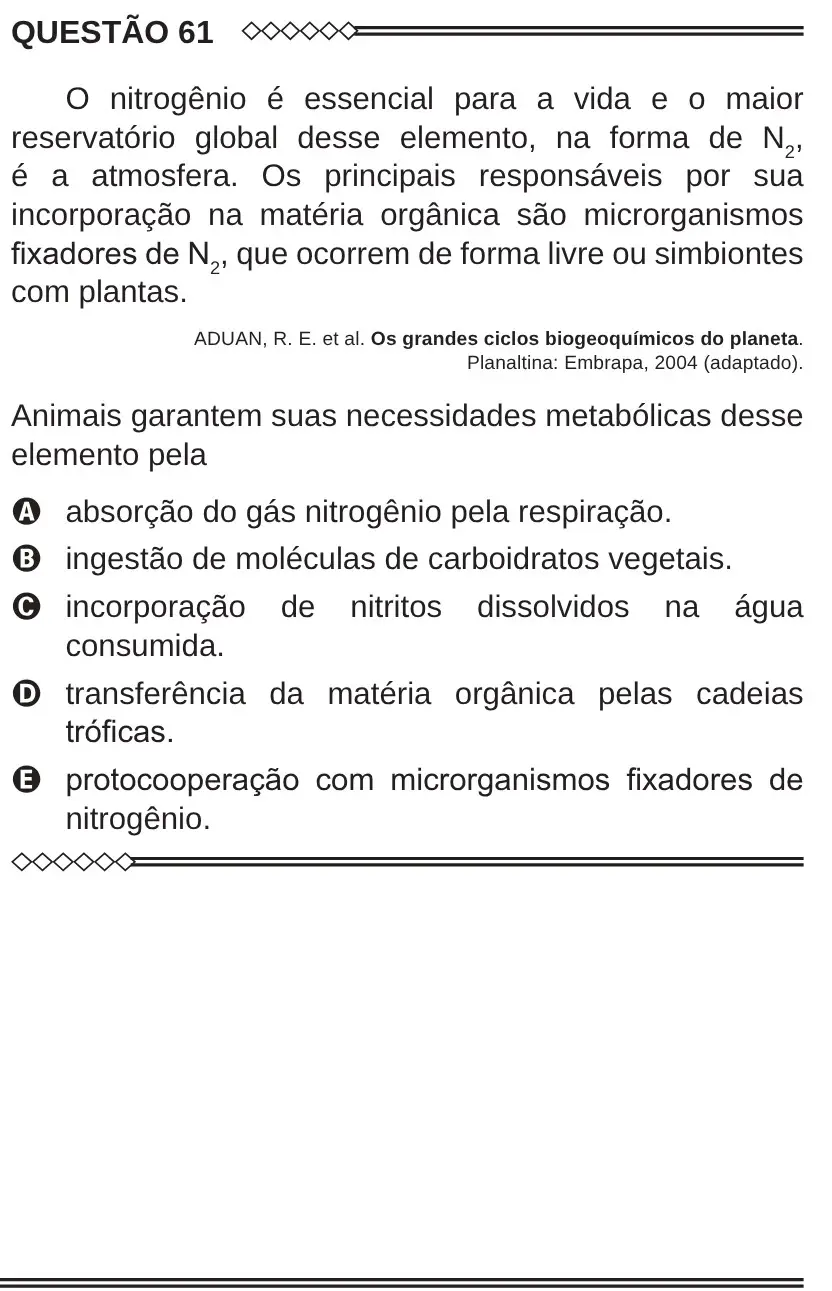 QUESTÃO 61
O nitrogênio é essencial para a vida e o maior
reservatório global desse elemento, na forma de N₂,
é a atmosfera. Os principais responsáveis por sua
incorporação na matéria orgânica são microrganismos
fixadores de N₂, que ocorrem de forma livre ou simbiontes
com plantas.
ADUAN, R. E. et al. Os grandes ciclos biogeoquímicos do planeta.
Planaltina: Embrapa, 2004 (adaptado).
Animais garantem suas necessidades metabólicas desse
elemento pela
A absorção do gás nitrogênio pela respiração.
B ingestão de moléculas de carboidratos vegetais.
C incorporação de nitritos dissolvidos na água
consumida.
D transferência da matéria orgânica pelas cadeias
tróficas.
E protocooperação com microrganismos fixadores de
nitrogênio.